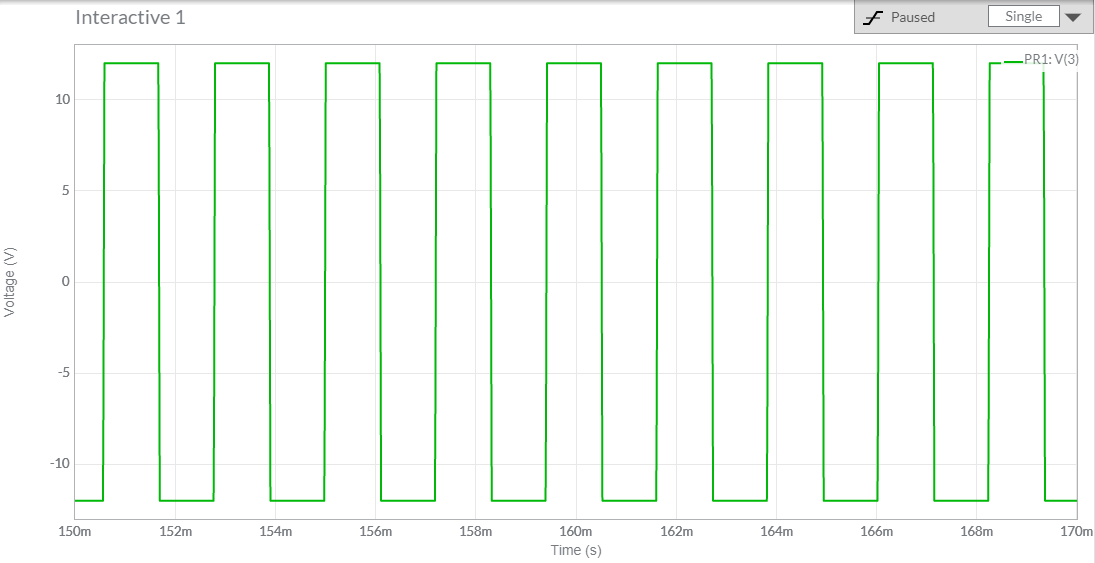 Interactive 1
Paused
Single
PR1: V(3)
10
5
0
-5
-10
Voltage (V)
150m 152m 154m 156m 158m 160m 162m 164m 166m 168m 170m
Time (s)